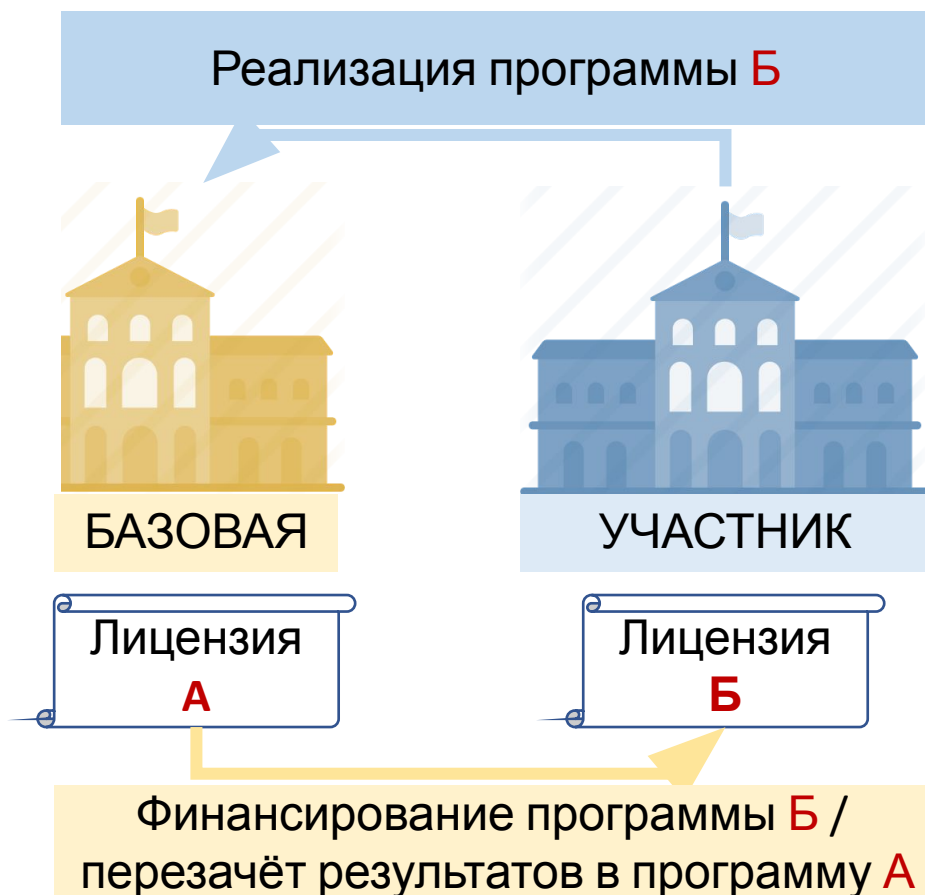 Реализация программы Б
БАЗОВАЯ
УЧАСТНИК
Лицензия
А
Лицензия
Б
Финансирование программы Б /
перезачёт результатов в программу А